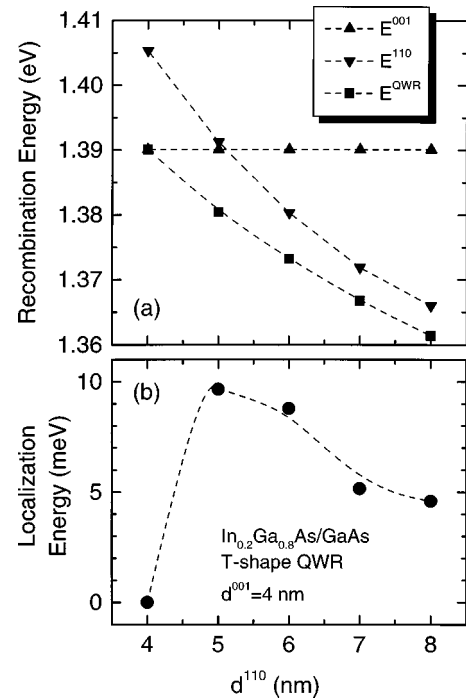 E^001
E^110
E^QWR
1.41
1.40
1.39
1.38
1.37
1.36
Recombination Energy (eV)
(a)
(b)
10
5
0
Localization
Energy (meV)
In_0.2Ga_0.8As/GaAs
T-shape QWR
d^001=4 nm
4 5 6 7 8
d^110 (nm)